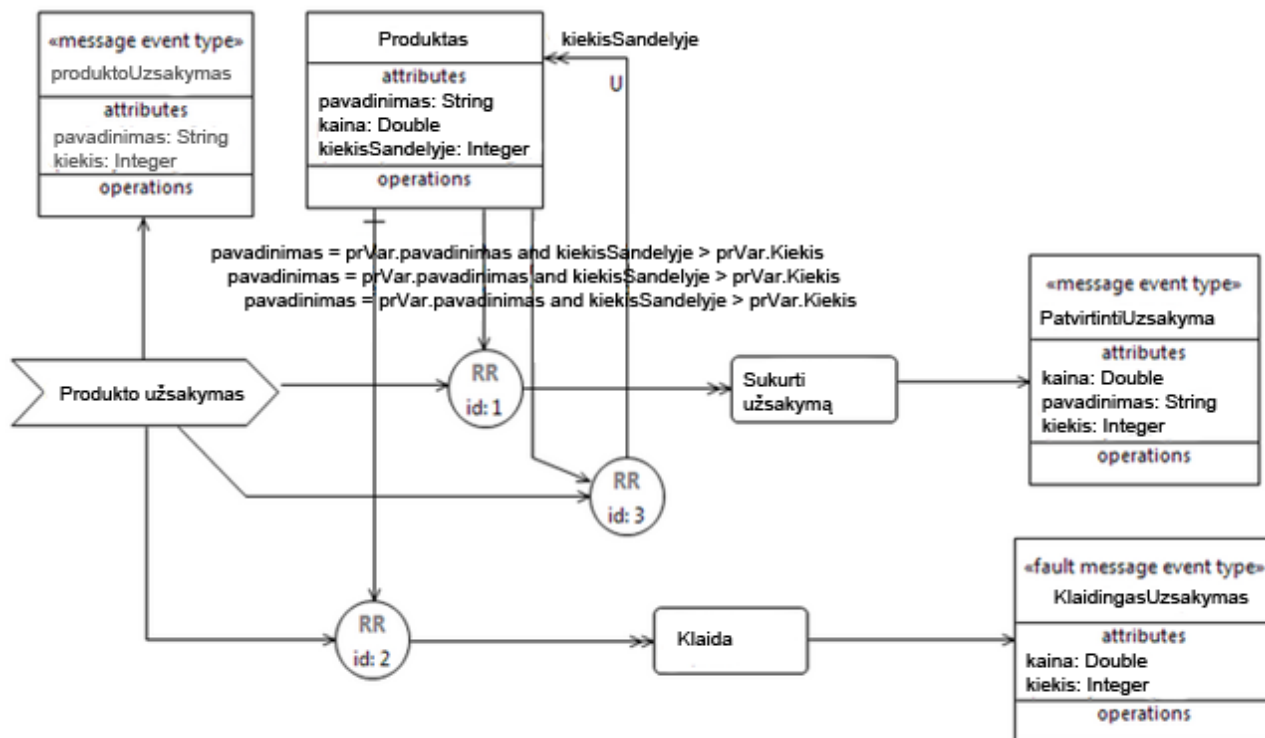 «message event type»
produktoUzsakymas
attributes
pavadinimas: String
kiekis: Integer
operations
Produktas
attributes
pavadinimas: String
kaina: Double
kiekisSandelyje: Integer
operations
kiekisSandelyje
U
pavadinimas = prVar.pavadinimas and kiekisSandelyje > prVar.Kiekis
pavadinimas = prVar.pavadinimas and kiekisSandelyje > prVar.Kiekis
pavadinimas = prVar.pavadinimas and kiekisSandelyje > prVar.Kiekis
Produkto užsakymas
RR
id: 1
Sukurti
užsakymą
«message event type»
PatvirtintiUzsakyma
attributes
kaina: Double
pavadinimas: String
kiekis: Integer
operations
RR
id: 3
RR
id: 2
Klaida
«fault message event type»
KlaidingasUzsakymas
attributes
kaina: Double
kiekis: Integer
operations